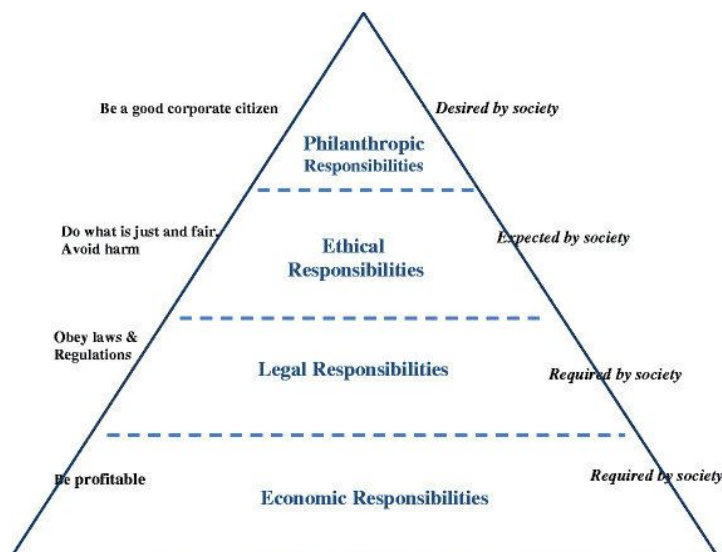 Be a good corporate citizen
Desired by society
Philanthropic
Responsibilities
Do what is just and fair,
Avoid harm
Expected by society
Ethical
Responsibilities
Obey laws &
Regulations
Legal Responsibilities
Required by society
Be profitable
Required by society
Economic Responsibilities